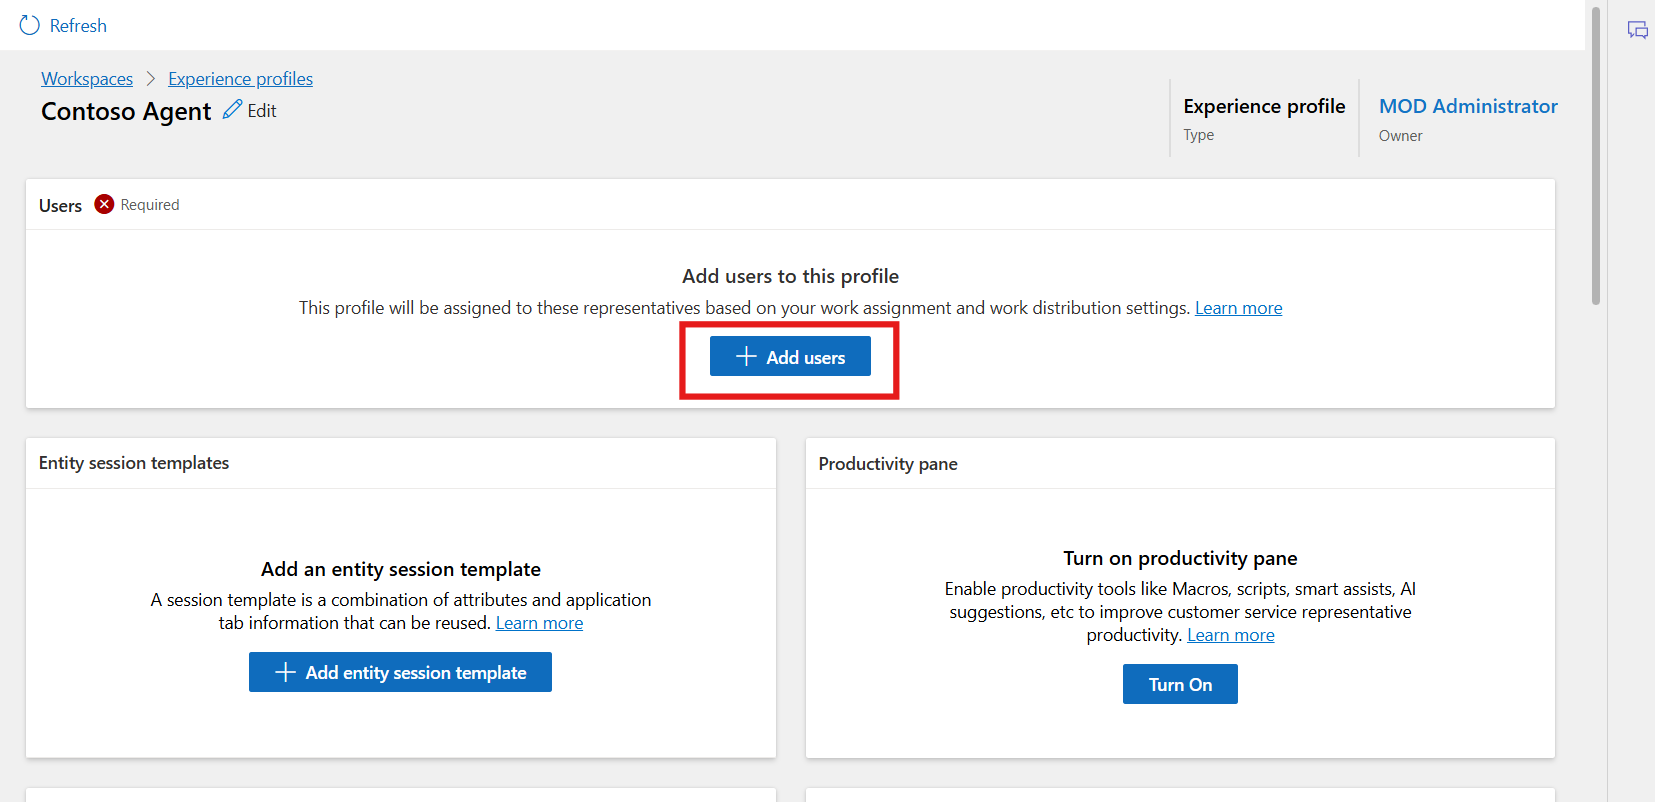 Refresh
Workspaces > Experience profiles
Contoso Agent Edit
Experience profile
Type
MOD Administrator
Owner
Users Required
Add users to this profile
This profile will be assigned to these representatives based on your work assignment and work distribution settings. Learn more
Add users
Entity session templates
Add an entity session template
A session template is a combination of attributes and application
tab information that can be reused. Learn more
Add entity session template
Productivity pane
Turn on productivity pane
Enable productivity tools like Macros, scripts, smart assists, AI
suggestions, etc to improve customer service representative
productivity. Learn more
Turn On